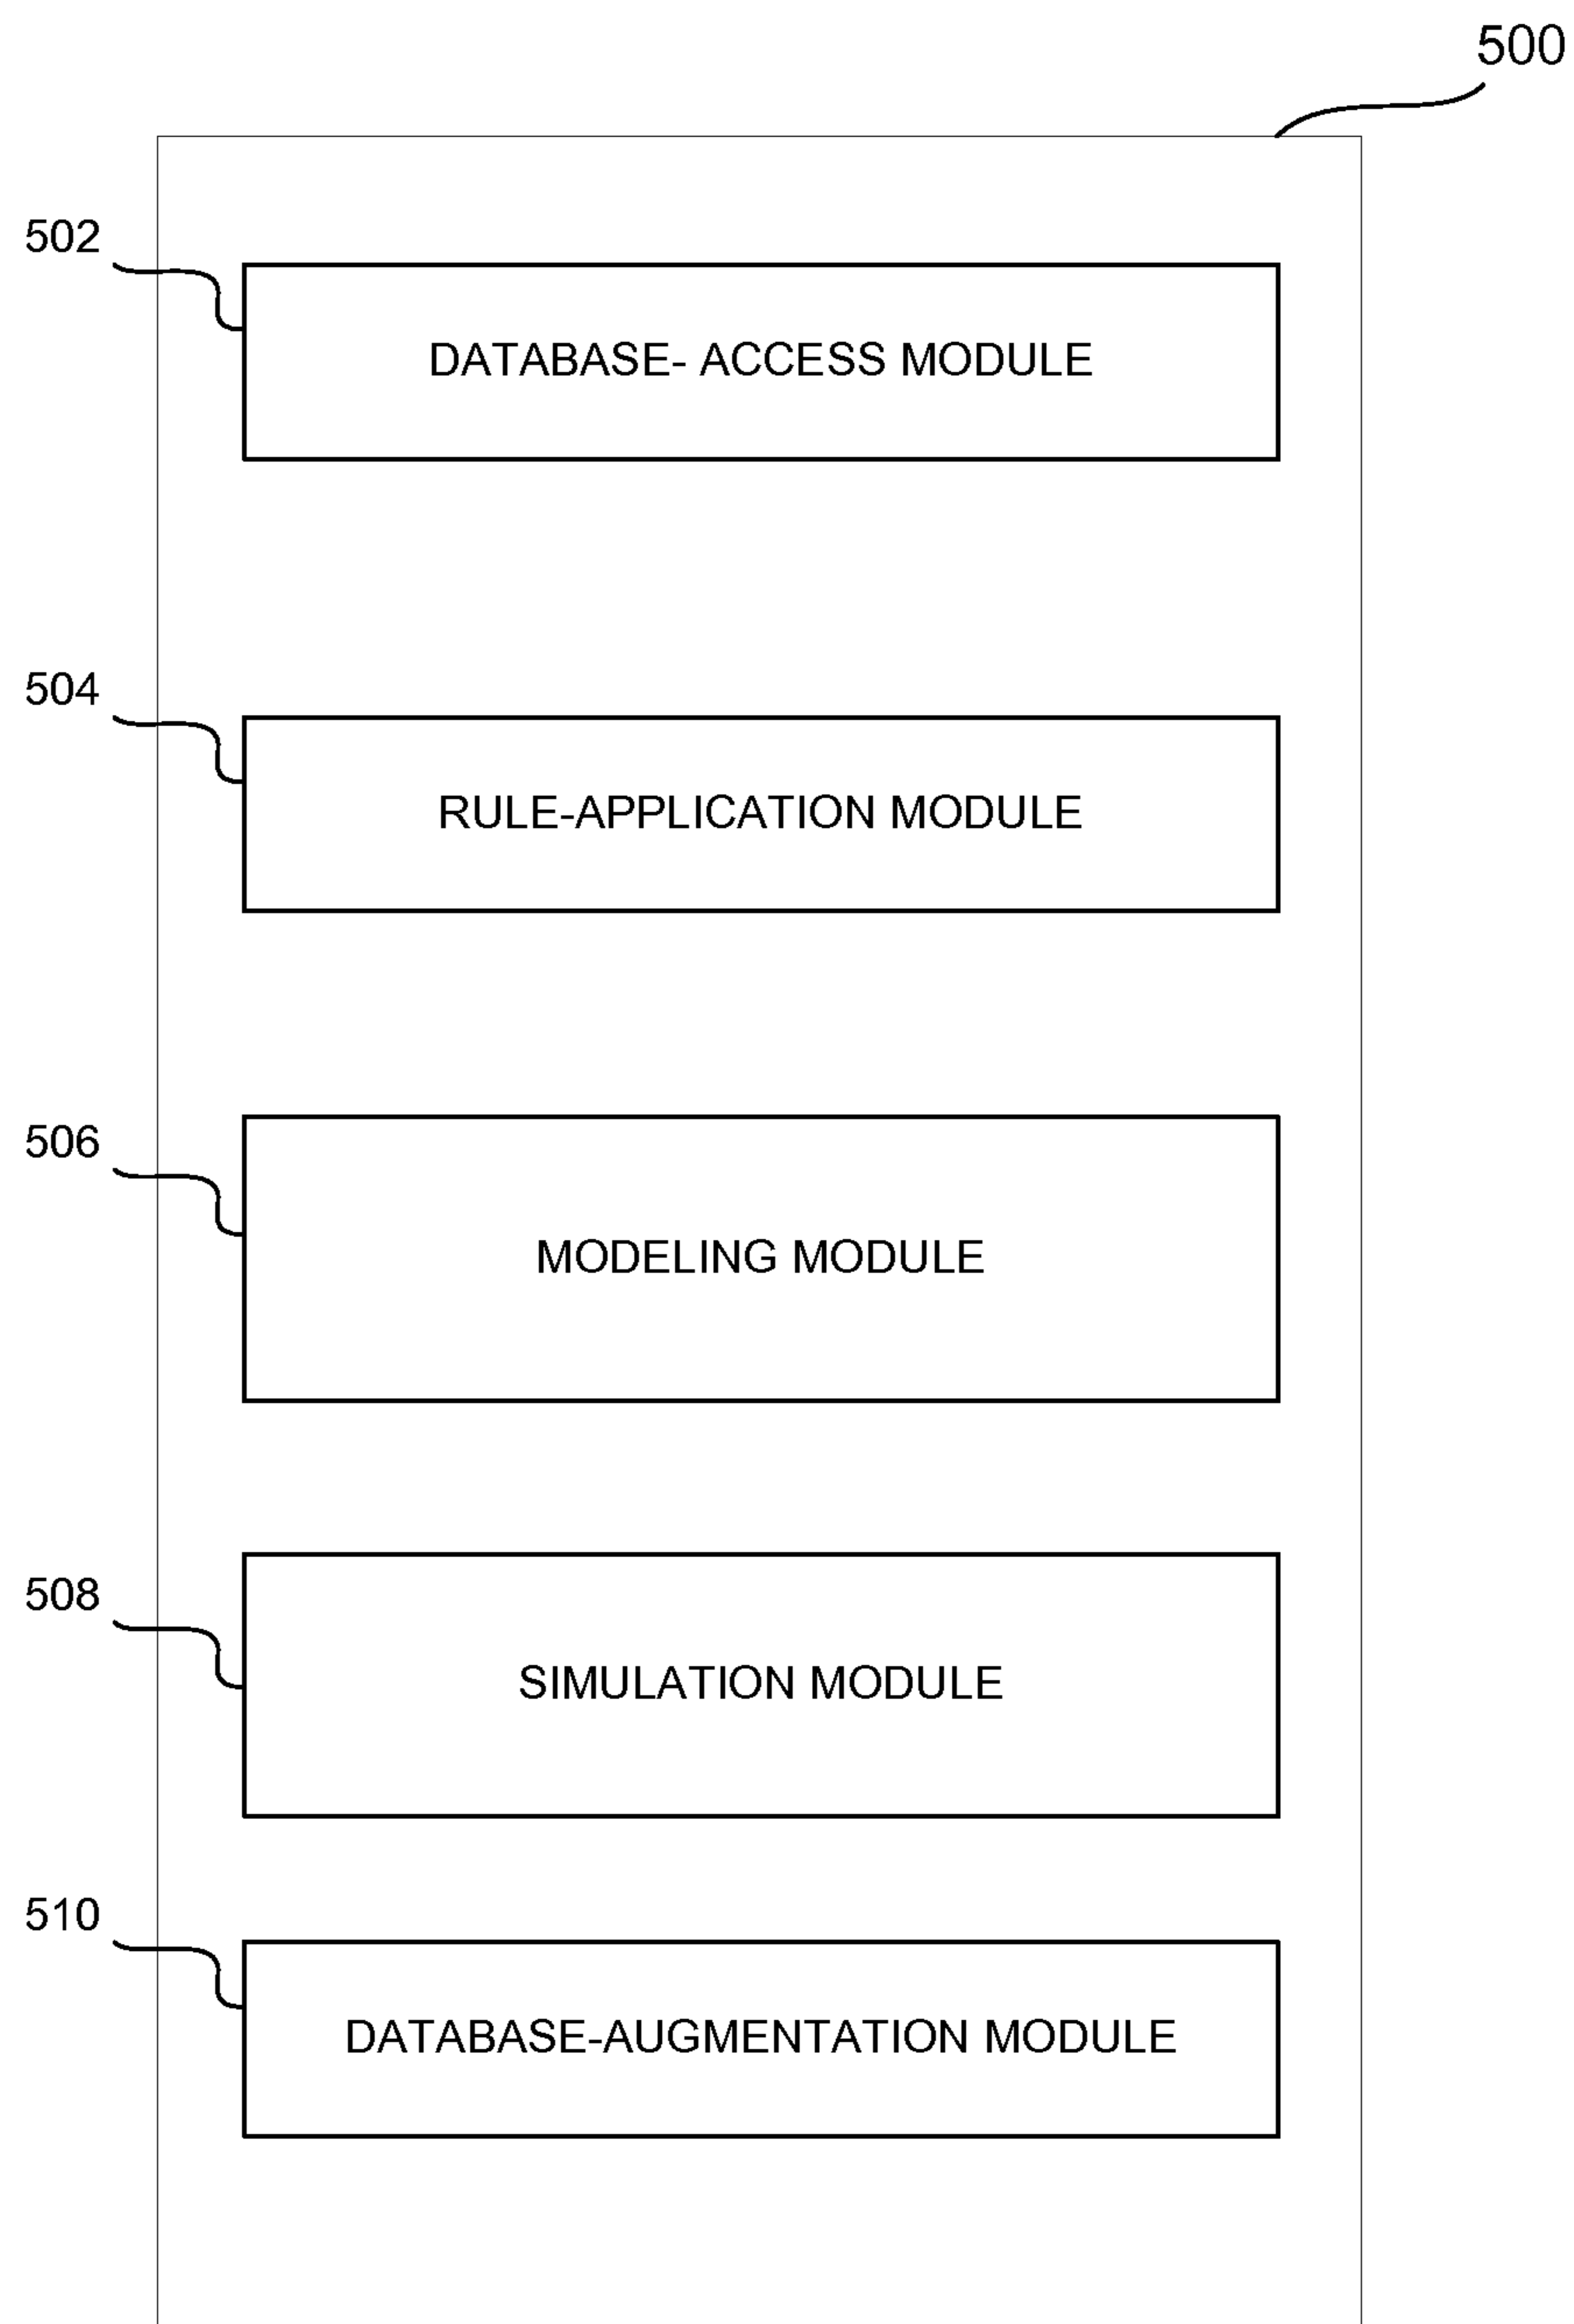 500
502
DATABASE- ACCESS MODULE
504
RULE-APPLICATION MODULE
506
MODELING MODULE
508
SIMULATION MODULE
510
DATABASE-AUGMENTATION MODULE